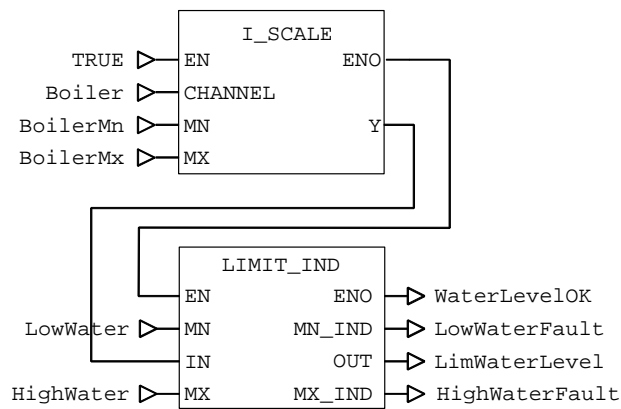 I_SCALE
TRUE EN ENO
Boiler CHANNEL
BoilerMn MN Y
BoilerMx MX
LIMIT_IND
EN ENO WaterLevelOK
LowWater MN MN_IND LowWaterFault
IN OUT LimWaterLevel
HighWater MX MX_IND HighWaterFault